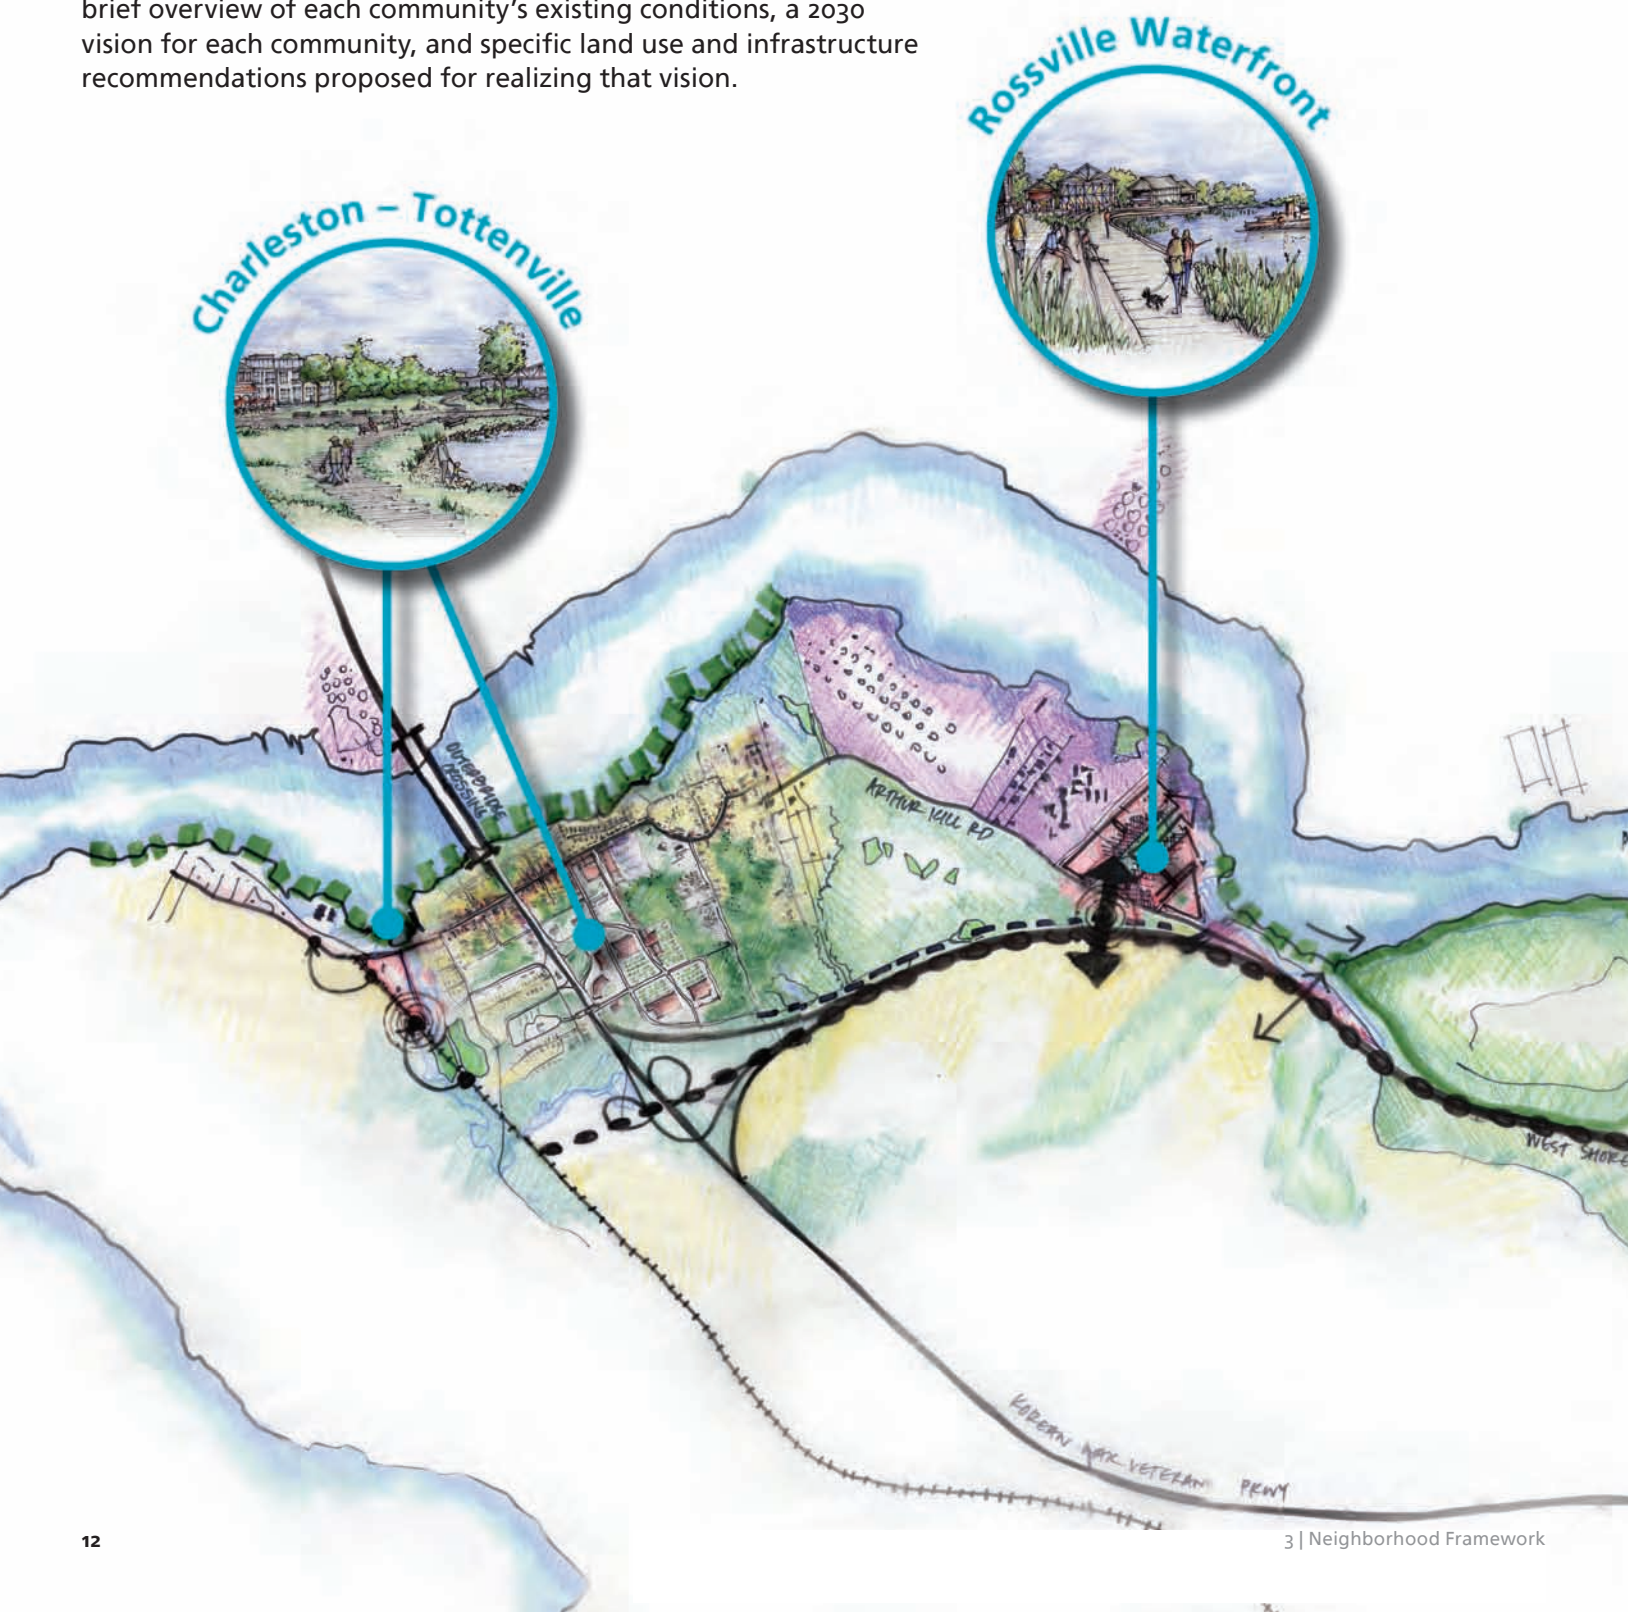 brief overview of each community's existing conditions, a 2030
vision for each community, and specific land use and infrastructure
recommendations proposed for realizing that vision.
Rossville Waterfront
Charleston – Tottenville
OUTERBRIDGE
CROSSING
ARTHUR KILL RD
WEST SHORE
KOREAN WAR VETERAN PKWY
12
3 | Neighborhood Framework